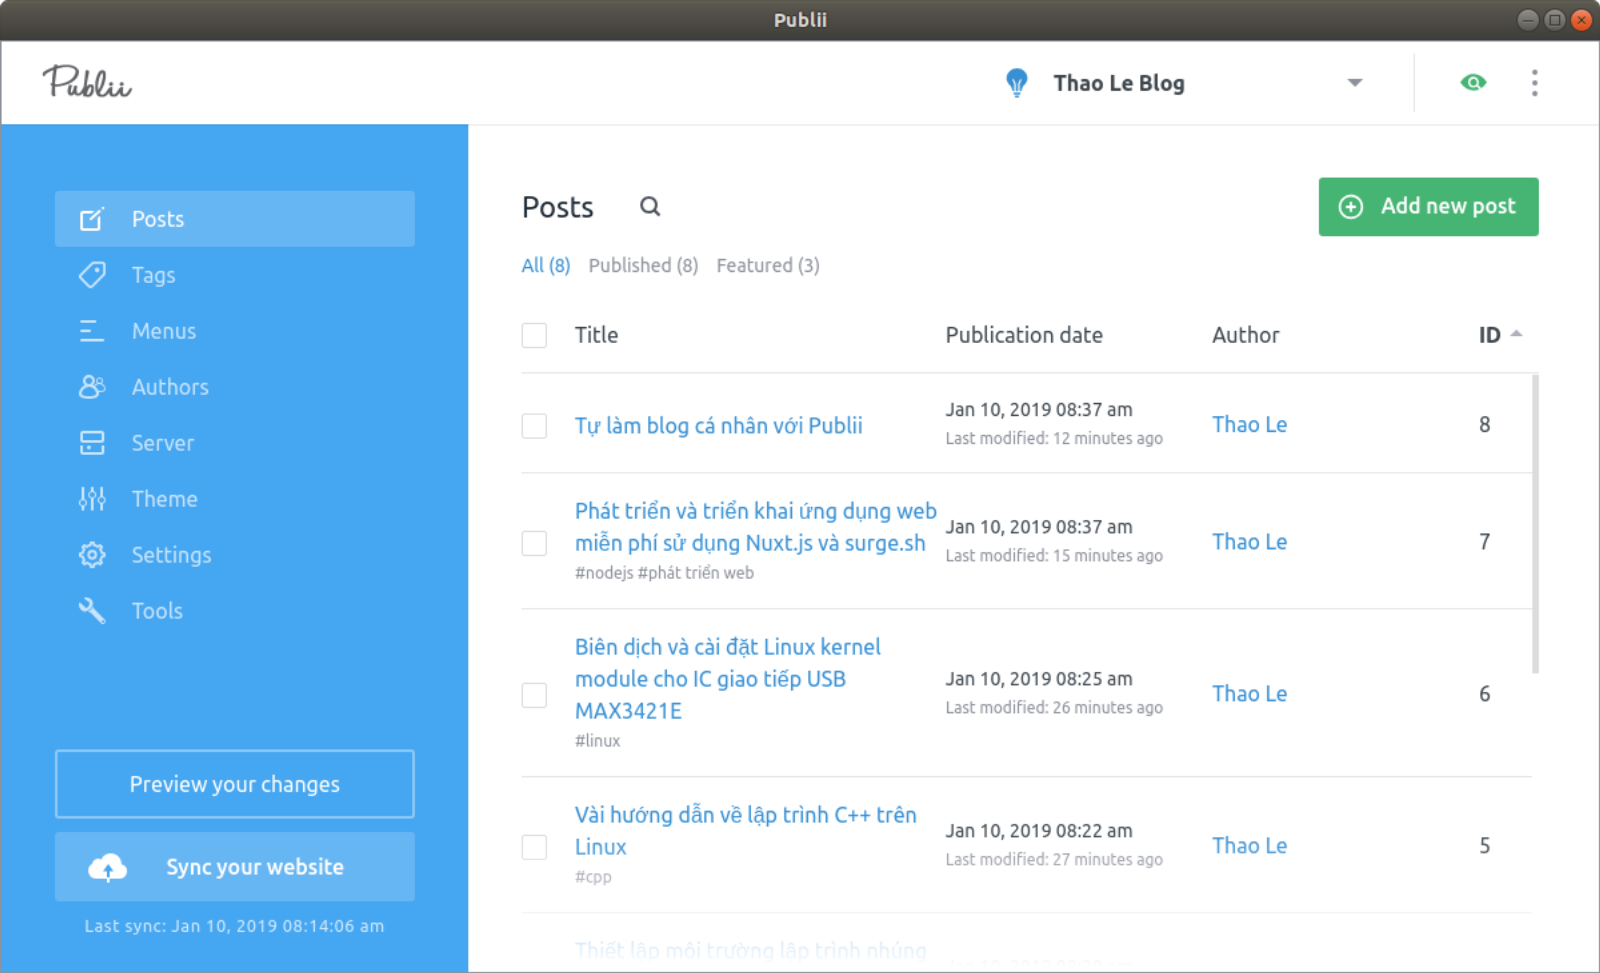 Publii
Publii
Thao Le Blog
Posts
Tags
Menus
Authors
Server
Theme
Settings
Tools
Preview your changes
Sync your website
Last sync: Jan 10, 2019 08:14:06 am
Posts
Add new post
All (8) Published (8) Featured (3)
Title Publication date Author ID
Tự làm blog cá nhân với Publii
Jan 10, 2019 08:37 am
Last modified: 12 minutes ago
Thao Le
8
Phát triển và triển khai ứng dụng web
miễn phí sử dụng Nuxt.js và surge.sh
#nodejs #phát triển web
Jan 10, 2019 08:37 am
Last modified: 15 minutes ago
Thao Le
7
Biên dịch và cài đặt Linux kernel
module cho IC giao tiếp USB
MAX3421E
#linux
Jan 10, 2019 08:25 am
Last modified: 26 minutes ago
Thao Le
6
Vài hướng dẫn về lập trình C++ trên
Linux
#cpp
Jan 10, 2019 08:22 am
Last modified: 27 minutes ago
Thao Le
5
Thiết lập môi trường lập trình nhúng